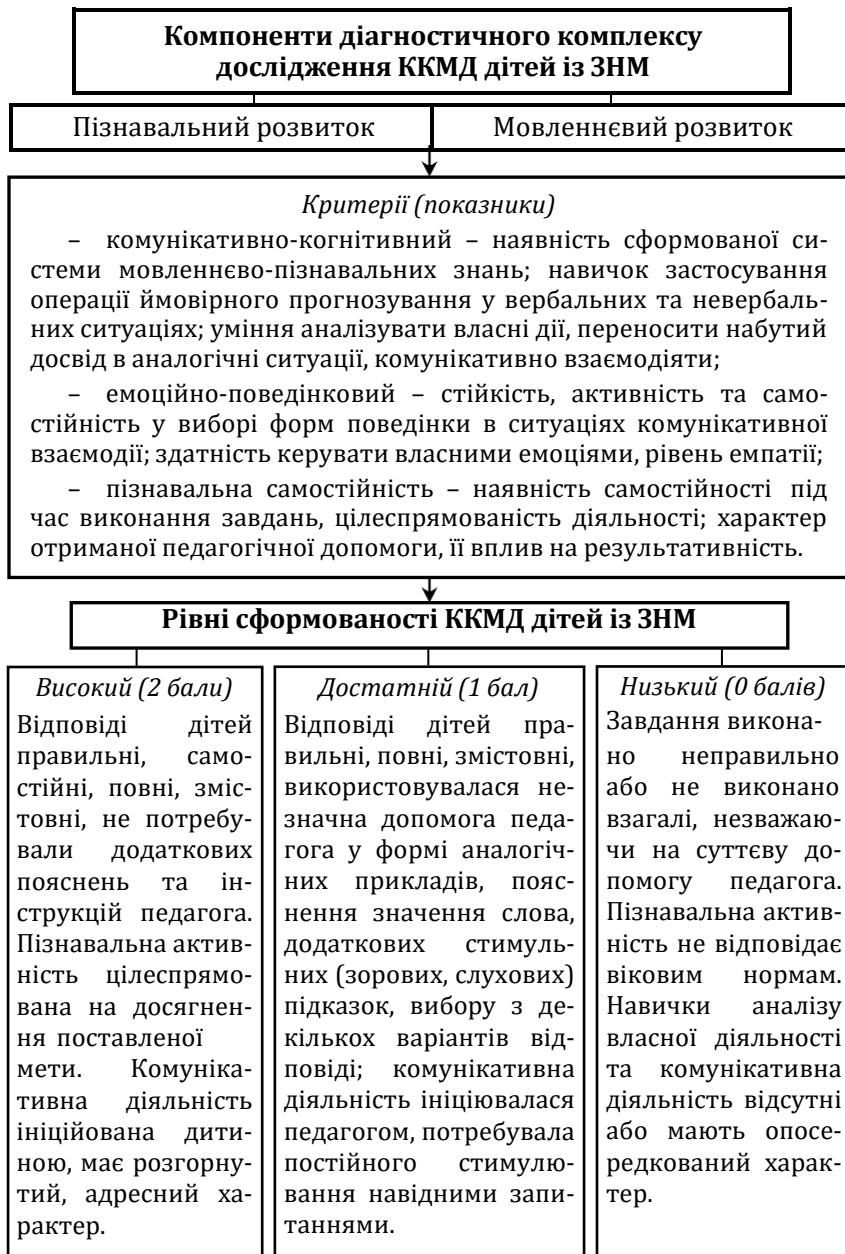 Компоненти діагностичного комплексу
дослідження ККМД дітей із ЗНМ
Пізнавальний розвиток
Мовленнєвий розвиток
Критерії (показники)
– комунікативно-когнітивний – наявність сформованої си-
стеми мовленнєво-пізнавальних знань; навичок застосування
операції ймовірного прогнозування у вербальних та невербаль-
них ситуаціях; уміння аналізувати власні дії, переносити набутий
досвід в аналогічні ситуації, комунікативно взаємодіяти;
– емоційно-поведінковий – стійкість, активність та само-
стійність у виборі форм поведінки в ситуаціях комунікативної
взаємодії; здатність керувати власними емоціями, рівень емпатії;
– пізнавальна самостійність – наявність самостійності під
час виконання завдань, цілеспрямованість діяльності; характер
отриманої педагогічної допомоги, її вплив на результативність.
Рівні сформованості ККМД дітей із ЗНМ
Високий (2 бали)
Відповіді дітей
правильні, само-
стійні, повні, зміс-
товні, не потребу-
вали додаткових
пояснень та ін-
струкцій педагога.
Пізнавальна актив-
ність цілеспрямо-
вана на досягнен-
ня поставленої
мети. Комуніка-
тивна діяльність
ініційована дити-
ною, має розгорну-
тий, адресний ха-
рактер.
Достатній (1 бал)
Відповіді дітей пра-
вильні, повні, змістовні,
використовувалася не-
значна допомога педа-
гога у формі аналогіч-
них прикладів, пояс-
нення значення слова,
додаткових стимуль-
них (зорових, слухових)
підказок, вибору з де-
кількох варіантів від-
повіді; комунікативна
діяльність ініціювалася
педагогом, потребувала
постійного стимулю-
вання навідними запи-
таннями.
Низький (0 балів)
Завдання викона-
но неправильно
або не виконано
взагалі, незважаю-
чи на суттєву до-
помогу педагога.
Пізнавальна актив-
ність не відповідає
віковим нормам.
Навички аналізу
власної діяльності
та комунікативна
діяльність відсутні
або мають опосе-
редкований харак-
тер.